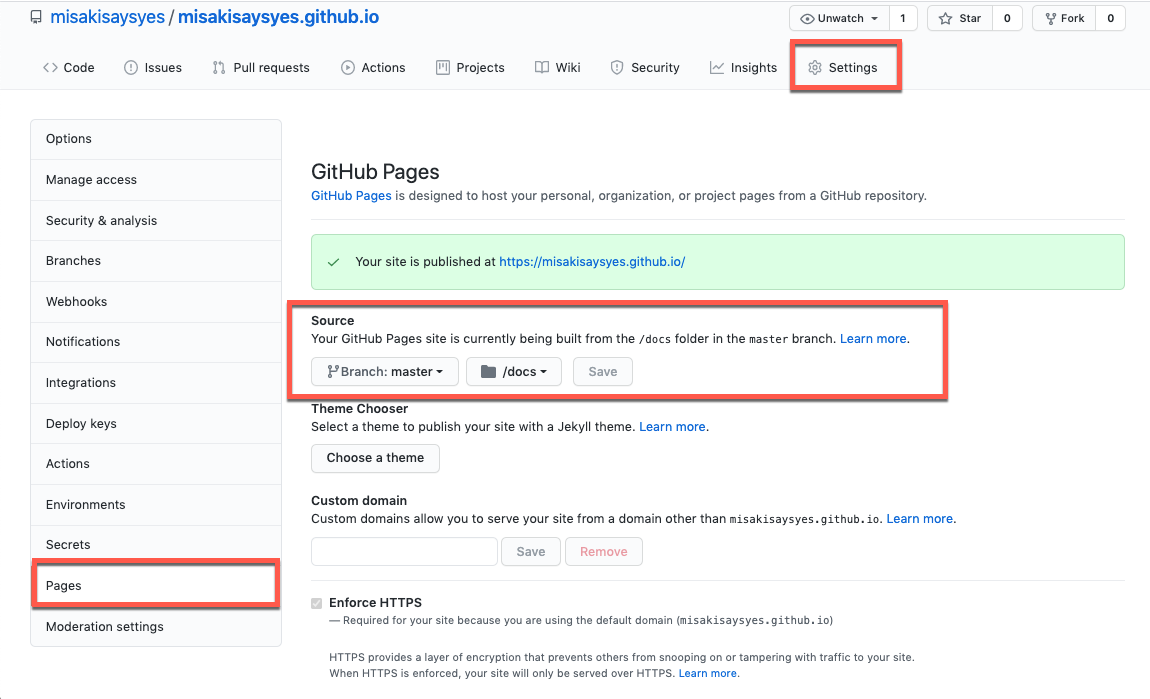 misakisaysyes / misakisaysyes.github.io
Unwatch 1 Star 0 Fork 0
Code Issues Pull requests Actions Projects Wiki Security Insights Settings
Options
Manage access
Security & analysis
Branches
Webhooks
Notifications
Integrations
Deploy keys
Actions
Environments
Secrets
Pages
Moderation settings
GitHub Pages
GitHub Pages is designed to host your personal, organization, or project pages from a GitHub repository.
Your site is published at https://misakisaysyes.github.io/
Source
Your GitHub Pages site is currently being built from the /docs folder in the master branch. Learn more.
Branch: master /docs Save
Theme Chooser
Select a theme to publish your site with a Jekyll theme. Learn more.
Choose a theme
Custom domain
Custom domains allow you to serve your site from a domain other than misakisaysyes.github.io. Learn more.
Save Remove
Enforce HTTPS
— Required for your site because you are using the default domain (misakisaysyes.github.io)
HTTPS provides a layer of encryption that prevents others from snooping on or tampering with traffic to your site.
When HTTPS is enforced, your site will only be served over HTTPS. Learn more.